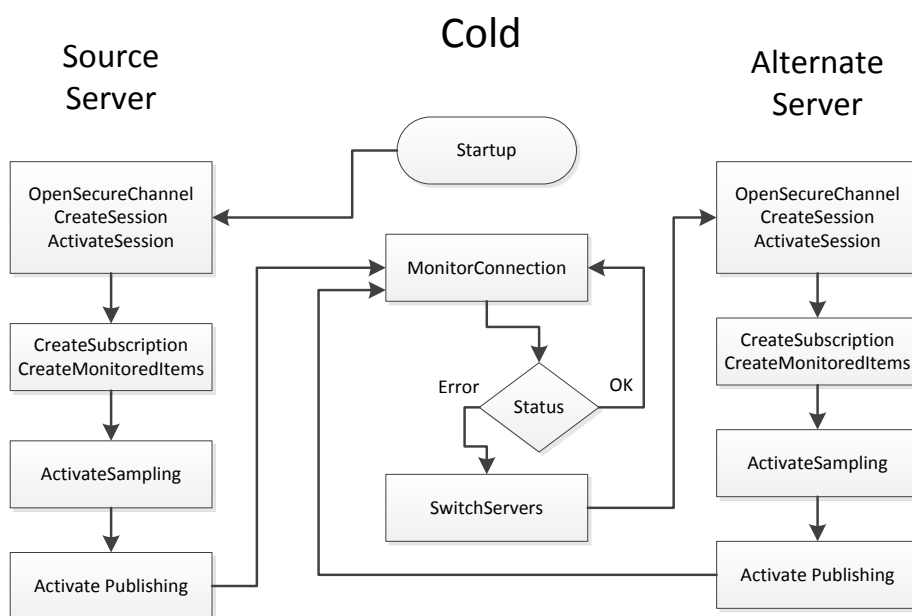 Cold
Source
Server
Alternate
Server
Startup
OpenSecureChannel
CreateSession
ActivateSession
OpenSecureChannel
CreateSession
ActivateSession
MonitorConnection
CreateSubscription
CreateMonitoredItems
CreateSubscription
CreateMonitoredItems
Error
OK
Status
ActivateSampling
ActivateSampling
SwitchServers
Activate Publishing
Activate Publishing